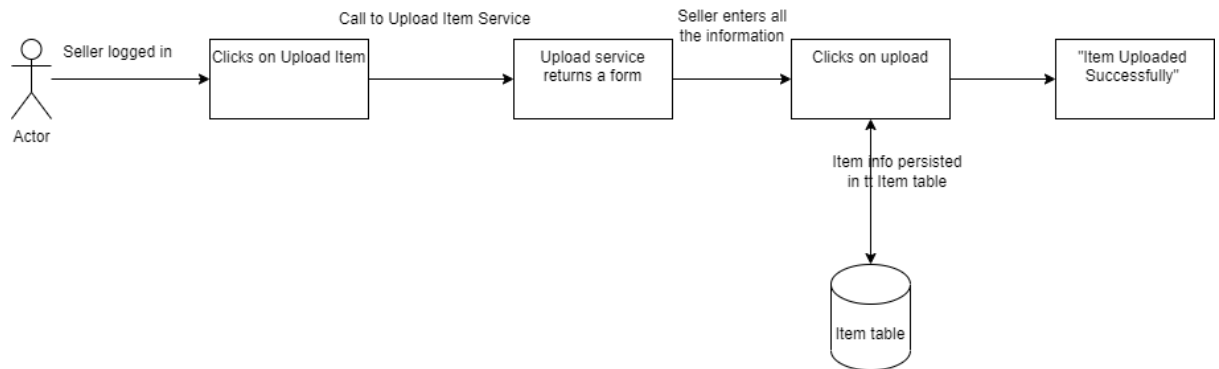 Call to Upload Item Service
Seller enters all
the information
Seller logged in
Clicks on Upload Item
Upload service
returns a form
Clicks on upload
"Item Uploaded
Successfully"
Actor
Item info persisted
in Item table
Item table